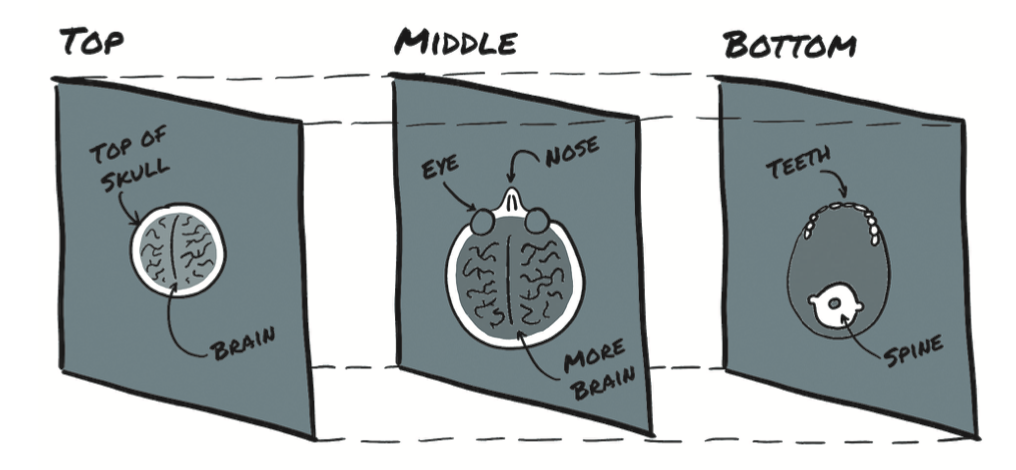 TOP
MIDDLE
BOTTOM
TOP OF
SKULL
BRAIN
EYE
NOSE
MORE
BRAIN
TEETH
SPINE